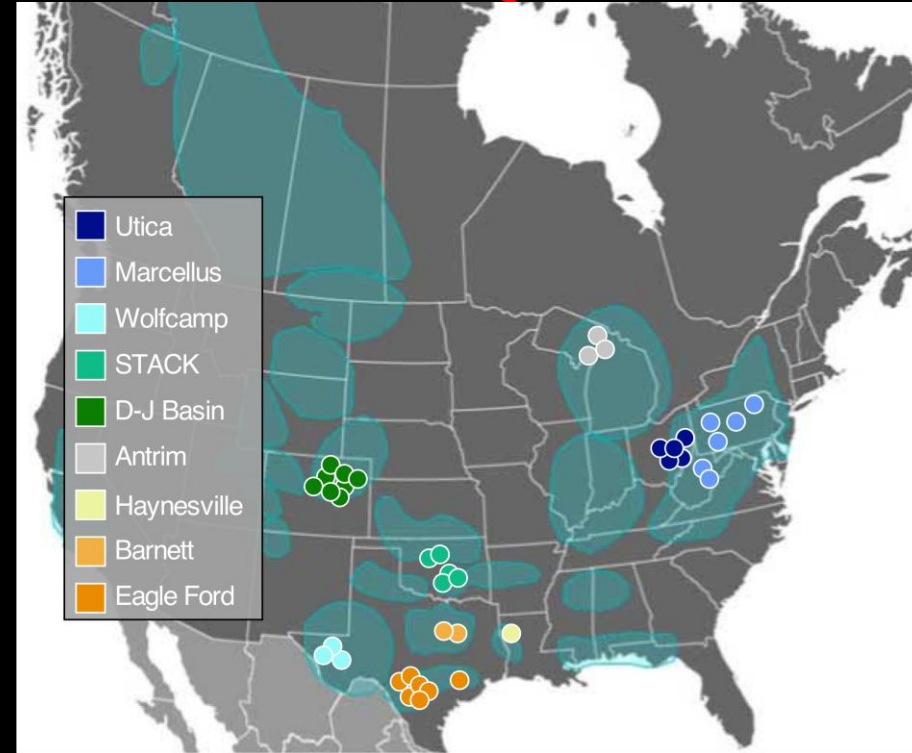 Utica
Marcellus
Wolfcamp
STACK
D-J Basin
Antrim
Haynesville
Barnett
Eagle Ford